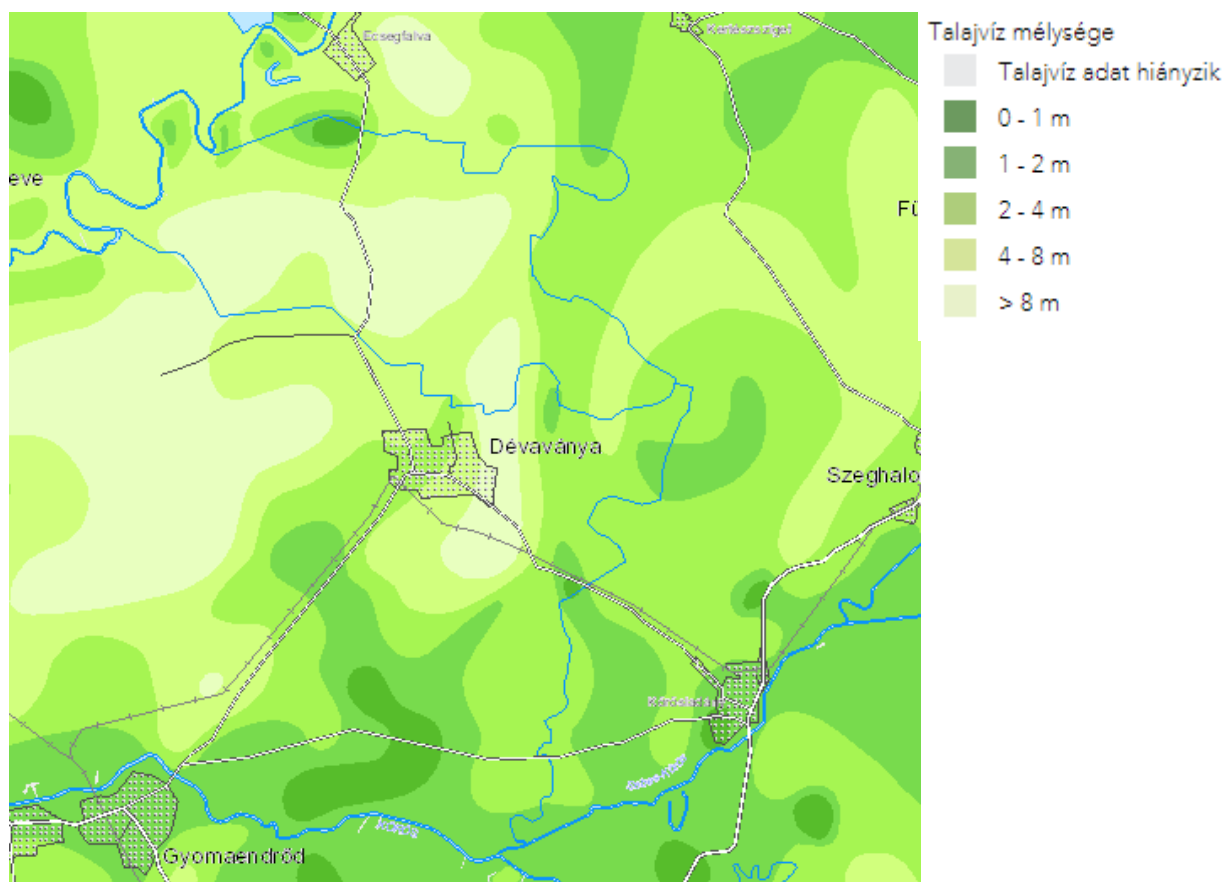 Ecsegfalva
Kertészsziget
eve
Fü
Dévaványa
Szeghalo
Gyomaendrőd
Talajvíz mélysége
Talajvíz adat hiányzik
0 - 1 m
1 - 2 m
2 - 4 m
4 - 8 m
> 8 m